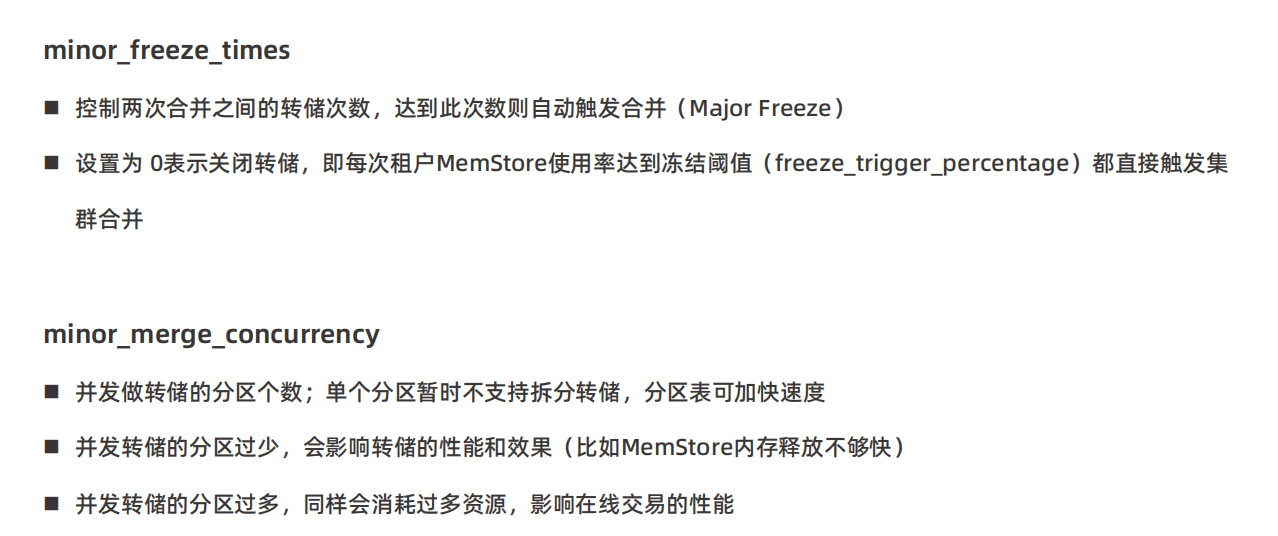 minor_freeze_times
■ 控制两次合并之间的转储次数，达到此次数则自动触发合并（Major Freeze）
■ 设置为 0表示关闭转储，即每次租户MemStore使用率达到冻结阈值（freeze_trigger_percentage）都直接触发集
群合并
minor_merge_concurrency
■ 并发做转储的分区个数；单个分区暂时不支持拆分转储，分区表可加快速度
■ 并发转储的分区过少，会影响转储的性能和效果（比如MemStore内存释放不够快）
■ 并发转储的分区过多，同样会消耗过多资源，影响在线交易的性能